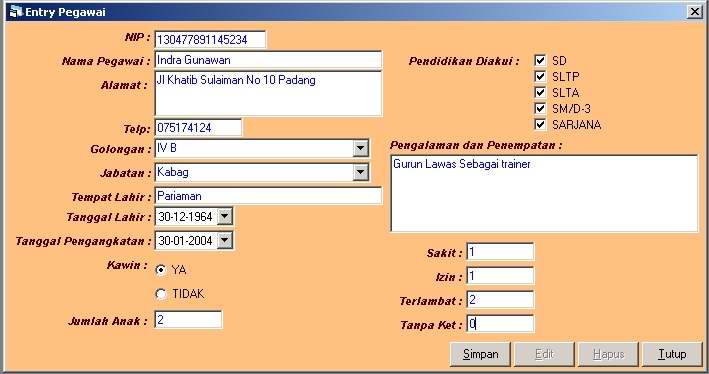 Entry Pegawai
NIP : 130477891145234
Nama Pegawai : Indra Gunawan
Alamat : Jl Khatib Sulaiman No 10 Padang
Telp: 075174124
Golongan : IV B
Jabatan : Kabag
Tempat Lahir : Pariaman
Tanggal Lahir : 30-12-1964
Tanggal Pengangkatan : 30-01-2004
Kawin : YA
TIDAK
Jumlah Anak : 2
Pendidikan Diakui : SD
SLTP
SLTA
SM/D-3
SARJANA
Pengalaman dan Penempatan :
Gurun Lawas Sebagai trainer
Sakit : 1
Izin : 1
Terlambat : 2
Tanpa Ket : 0
Simpan Edit Hapus Tutup